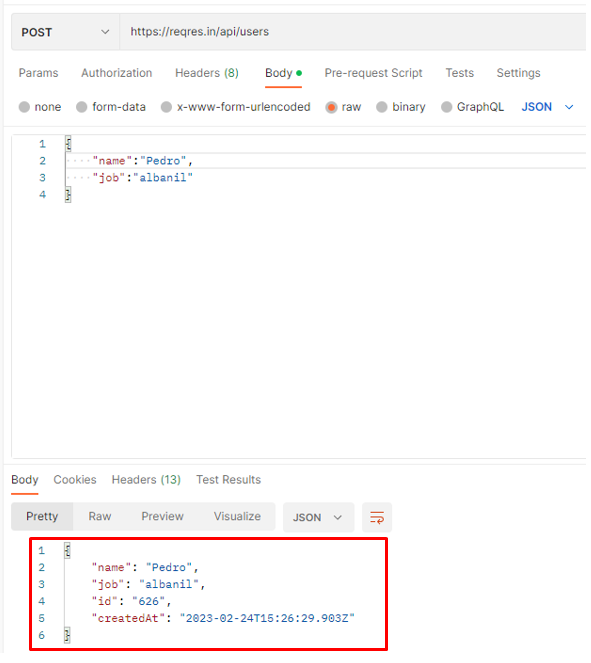 POST https://reqres.in/api/users
Params Authorization Headers (8) Body Pre-request Script Tests Settings
none form-data x-www-form-urlencoded raw binary GraphQL JSON
1 {
2 "name":"Pedro",
3 "job":"albanil"
4 }
Body Cookies Headers (13) Test Results
Pretty Raw Preview Visualize JSON
1 {
2 "name": "Pedro",
3 "job": "albanil",
4 "id": "626",
5 "createdAt": "2023-02-24T15:26:29.903Z"
6 }